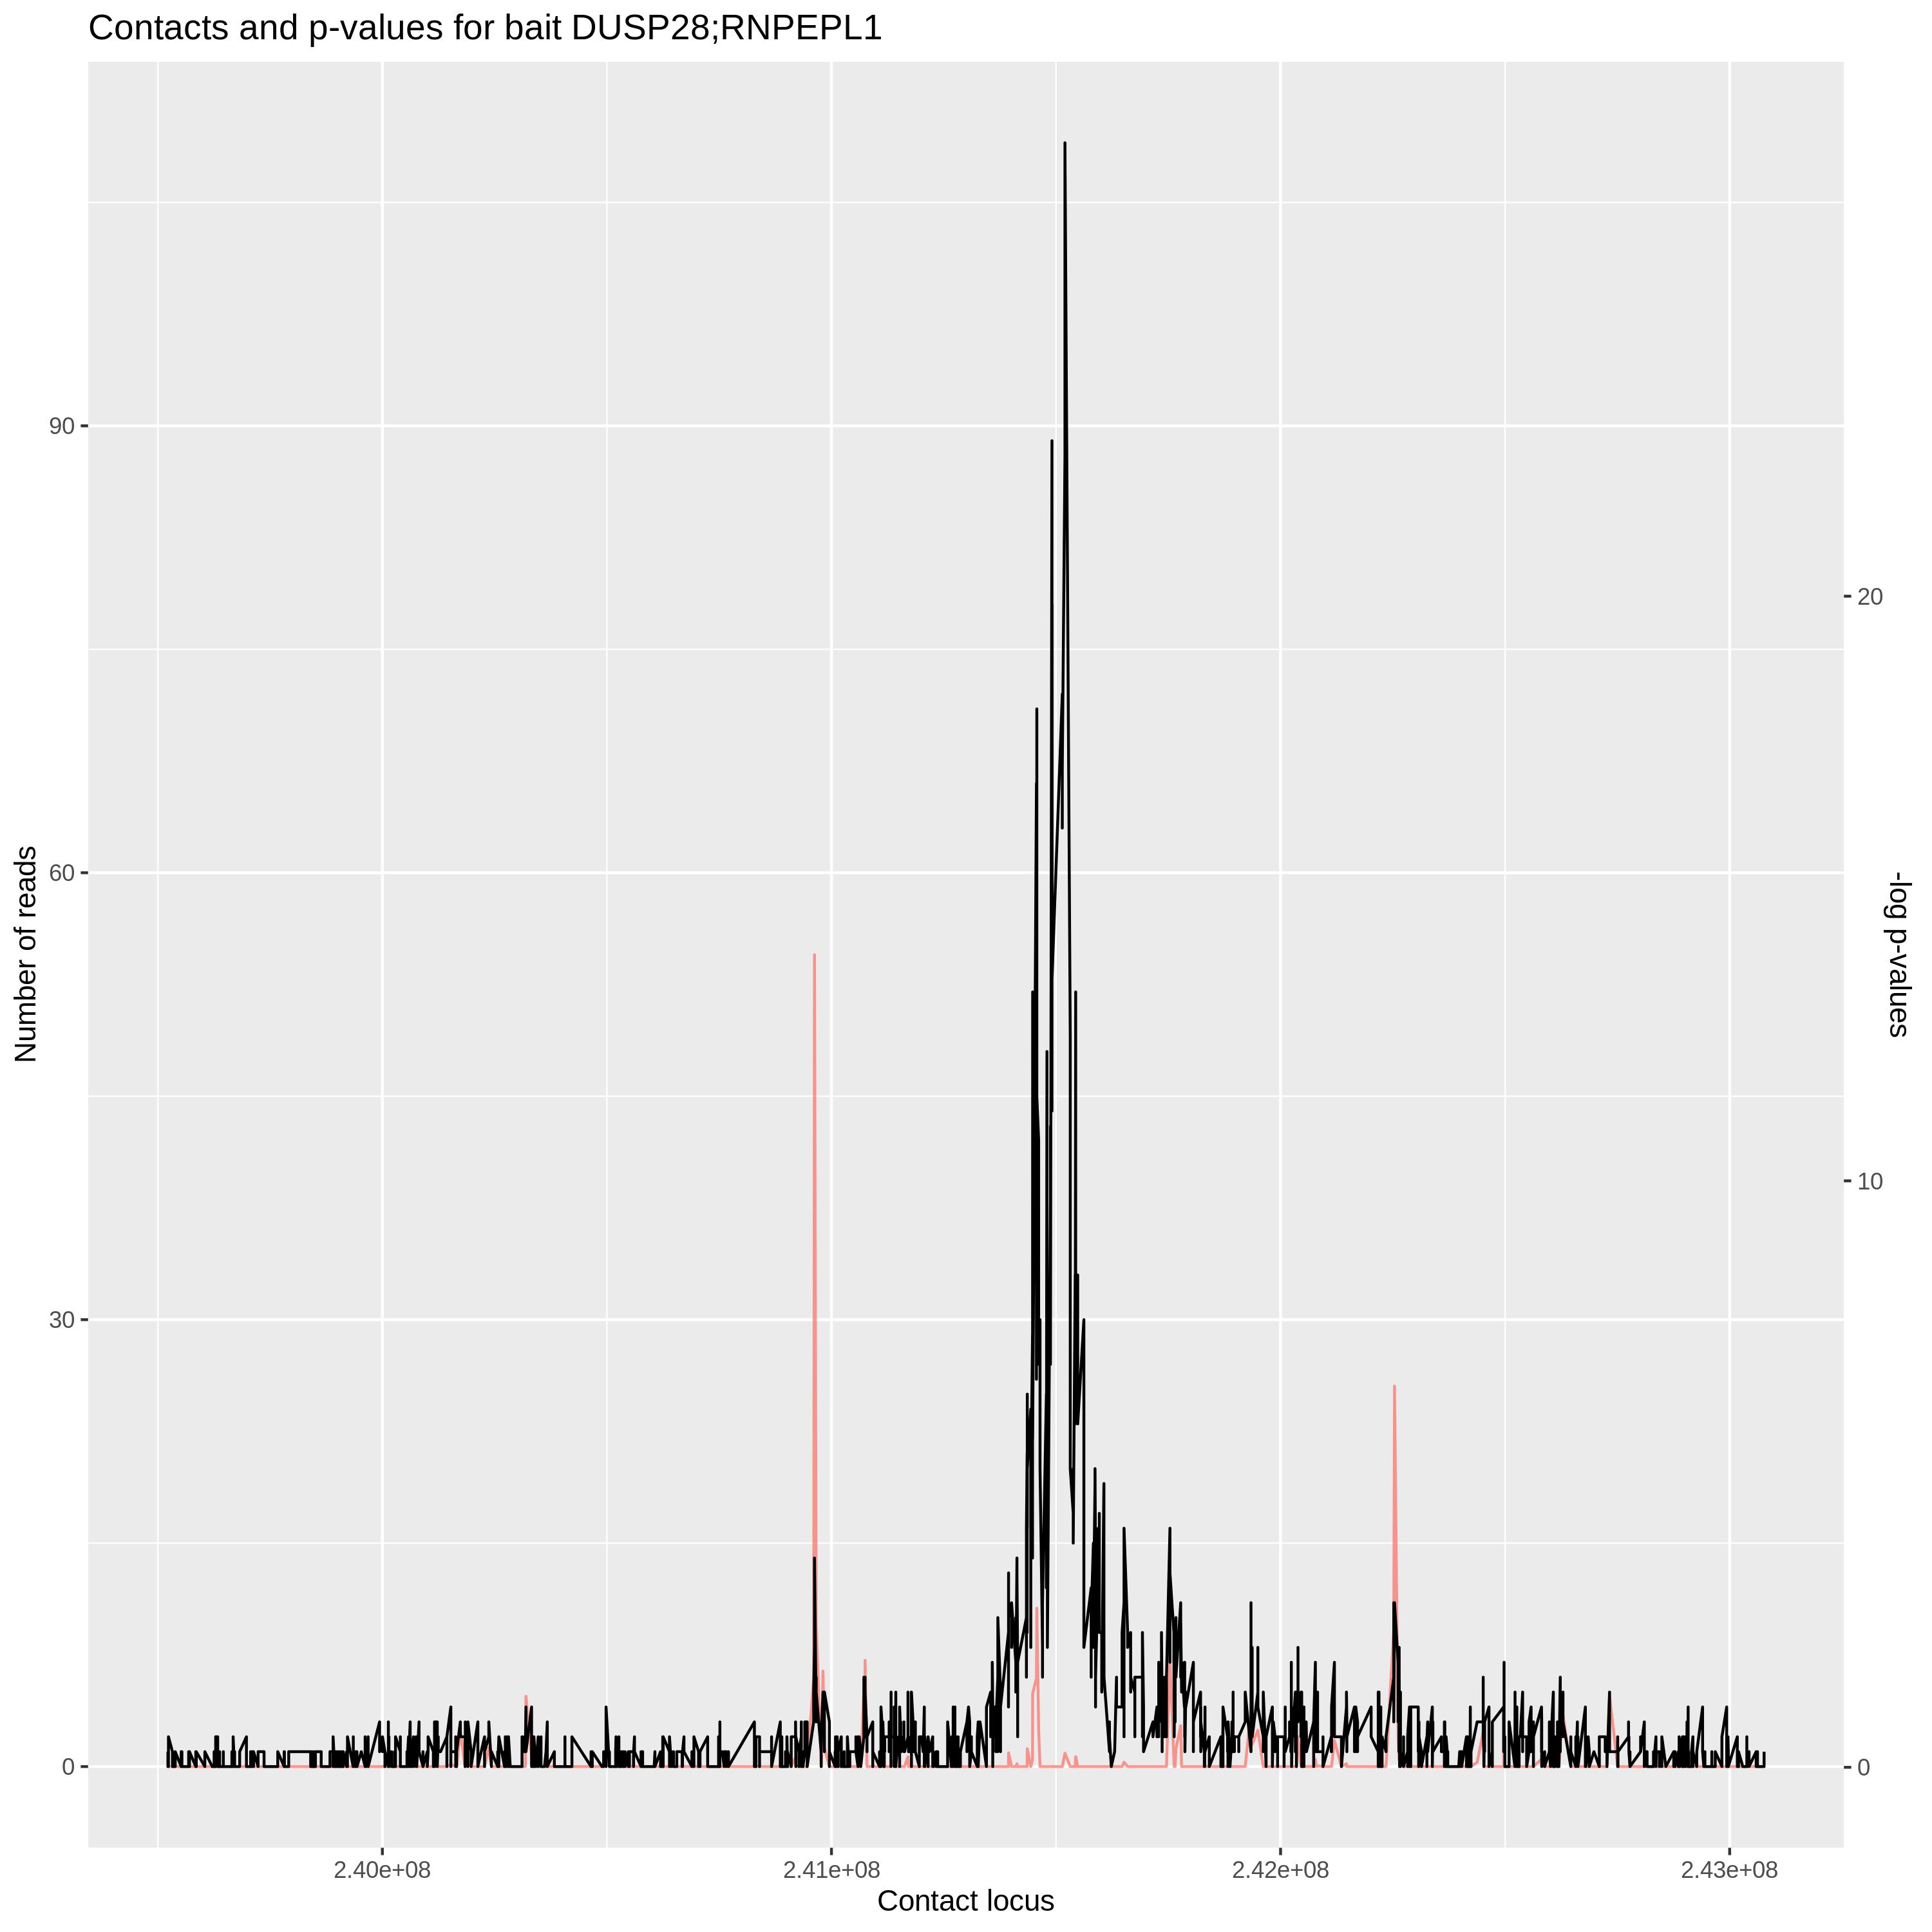 Contacts and p-values for bait DUSP28;RNPEPL1
Number of reads
90
60
30
0
20
10
0
-log p-values
2.40e+08 2.41e+08 2.42e+08 2.43e+08
Contact locus